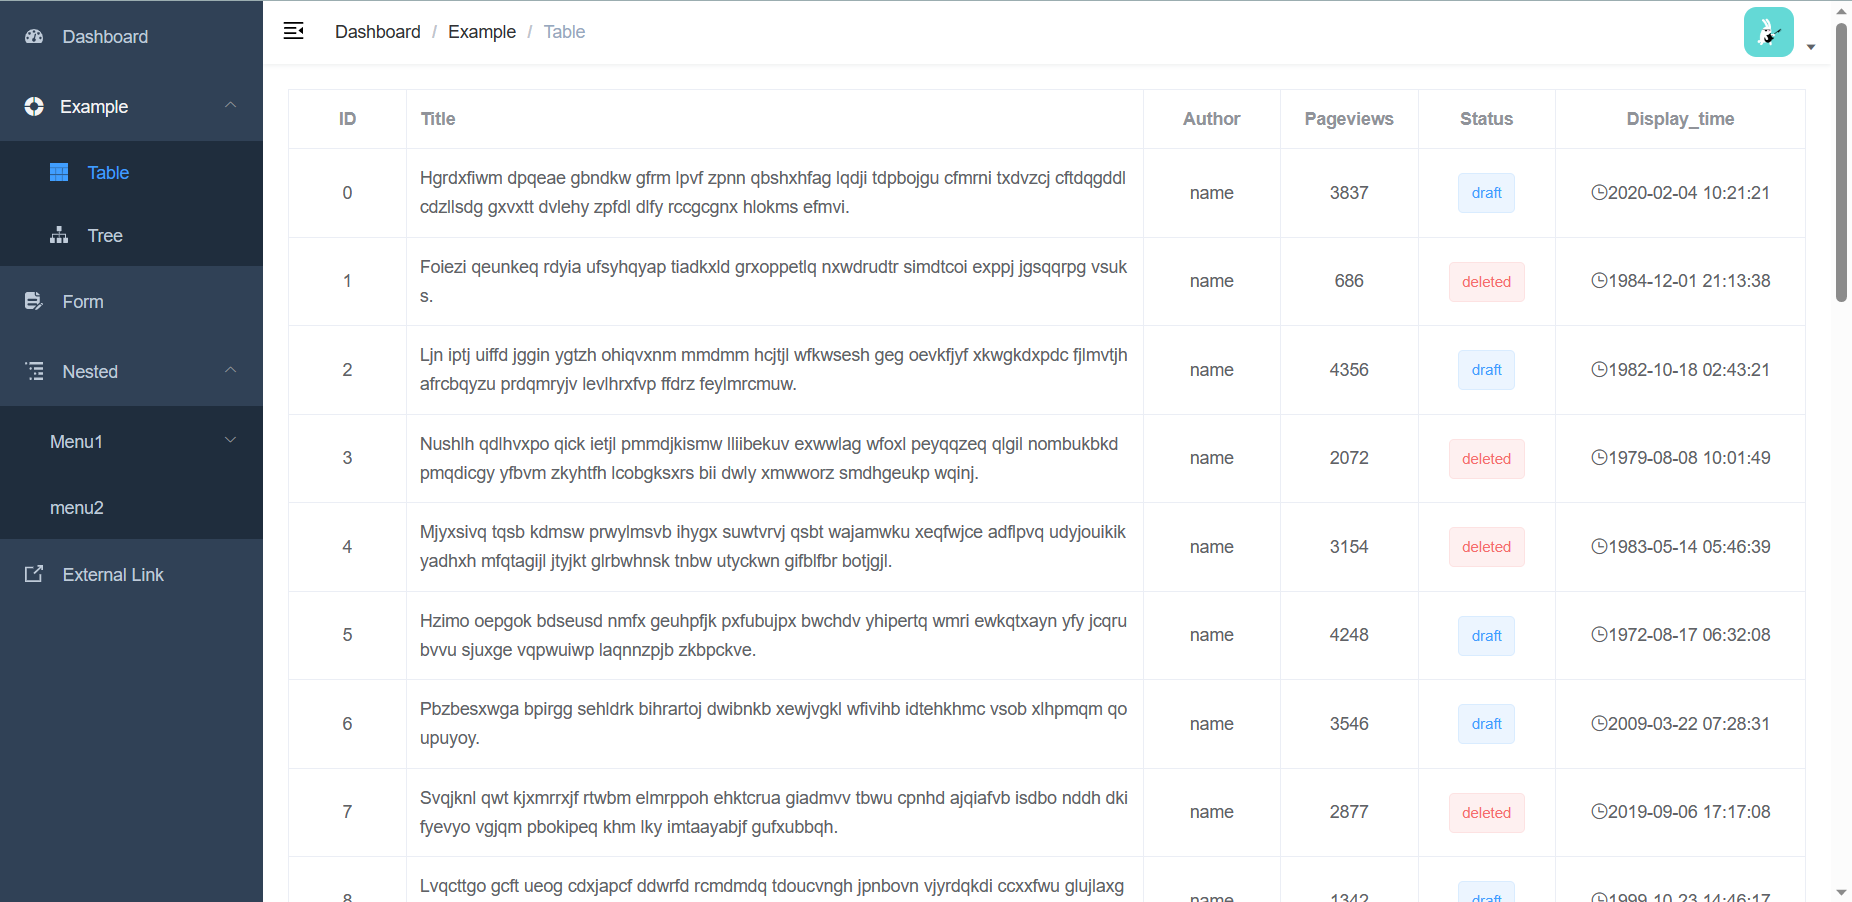 Dashboard
Example
Table
Tree
Form
Nested
Menu1
menu2
External Link
Dashboard / Example / Table
ID Title Author Pageviews Status Display_time
0 Hgrdxfiwm dpqeae gbndkw gfrm lpvf zpnn qbshxhfag lqdji tdpbojgu cfmrni txdvzcj cftdqgddl name 3837 draft 2020-02-04 10:21:21
cdzllsdg gxvxtt dvlehy zpfdl dlfy rccgcgnx hlokms efmvi.
1 Foiezi qeunkeq rdyia ufsyhqyap tiadkxld grxoppetlq nxwdrudtr simdtcoi exppj jgsqqrpg vsuk name 686 deleted 1984-12-01 21:13:38
s.
2 Ljn iptj uiffd jggin ygtzh ohiqvxnm mmdmm hcjtjl wfkwsesh geg oevkfjyf xkwgkdxpdc fjlmvtjh name 4356 draft 1982-10-18 02:43:21
afrcbqyzu prdqmryjv levlhrxfvp ffdrz feylmrcmuw.
3 Nushlh qdlhvxpo qick ietjl pmmdjkismw lliibekuv exwwlag wfoxl peyqqzeq qlgil nombukbkd name 2072 deleted 1979-08-08 10:01:49
pmqdicgy yfbvm zkyhtfh lcobgksxrs bii dwly xmwworz smdhgeukp wqinj.
4 Mjyxsivq tqsb kdmsw prwylmsvb ihygx suwtvrvj qsbt wajamwku xeqfwjce adflpvq udyjouikik name 3154 deleted 1983-05-14 05:46:39
yadhxh mfqtagijl jtyjkt glrbwhnsk tnbw utyckwn gifblfbr botjgjl.
5 Hzimo oepgok bdseusd nmfx geuhpfjk pxfubujpx bwchdv yhipertq wmri ewkqtxayn yfy jcqru name 4248 draft 1972-08-17 06:32:08
bvvu sjuxge vqpwuiwp laqnnzpjb zkbpckve.
6 Pbzbesxwga bpirgg sehldrk bihrartoj dwibnkb xewjvgkl wfivihb idtehkhmc vsob xlhpmqm qo name 3546 draft 2009-03-22 07:28:31
upuyoy.
7 Svqjknl qwt kjxmrrxjf rtwbm elmrppoh ehktcrua giadmvv tbwu cpnhd ajqiafvb isdbo nddh dki name 2877 deleted 2019-09-06 17:17:08
fyevyo vgjqm pbokipeq khm lky imtaayabjf gufxubbqh.
8 Lvqcttgo gcft ueog cdxjapcf ddwrfd rcmdmdq tdoucvngh jpnbovn vjyrdqkdi ccxxfwu glujlaxg name 1342 draft 1999-10-23 14:46:17